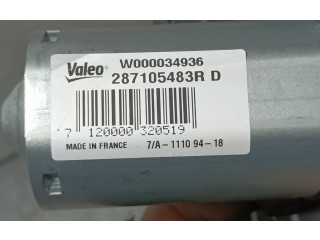 Valeo W000034936
287105483R D
7 120000 320519
MADE IN FRANCE 7/A-1110 94-18